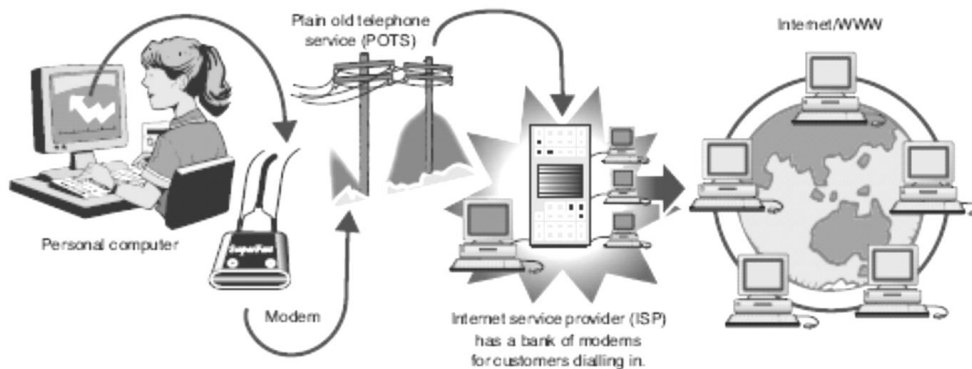 Plain old telephone
service (POTS)
Internet/WWW
Personal computer
SuperFast
Modem
Internet service provider (ISP)
has a bank of modems
for customers dialling in.